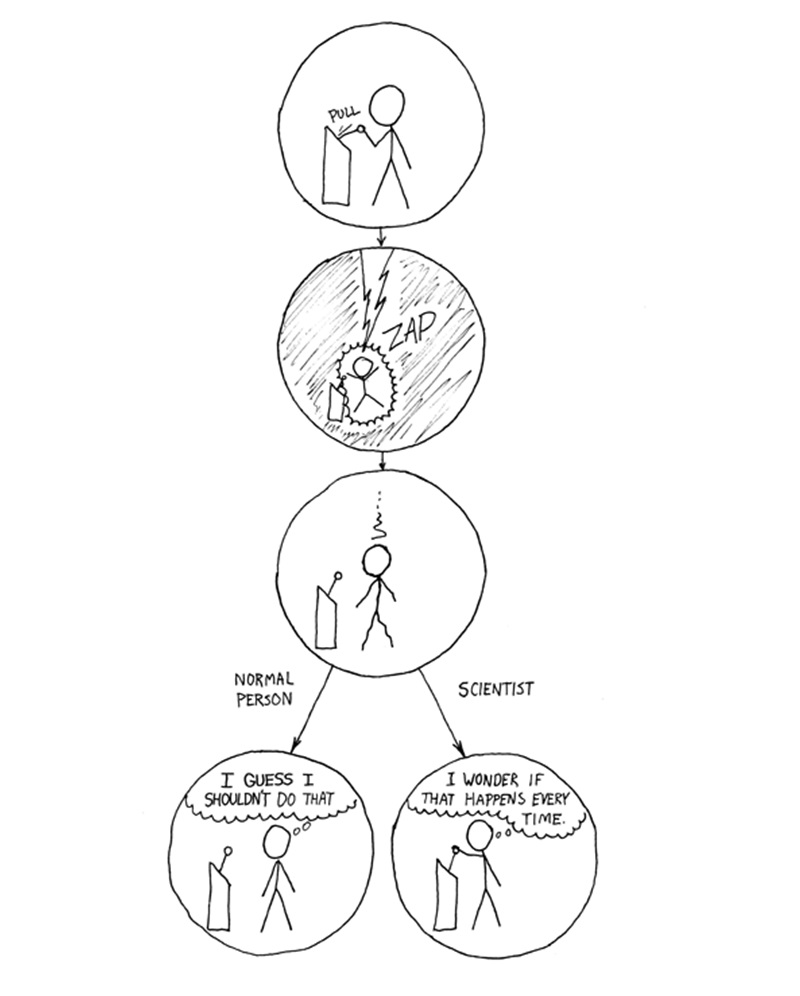 PULL
ZAP
NORMAL
PERSON
SCIENTIST
I GUESS I
SHOULDN'T DO THAT
I WONDER IF
THAT HAPPENS EVERY
TIME.